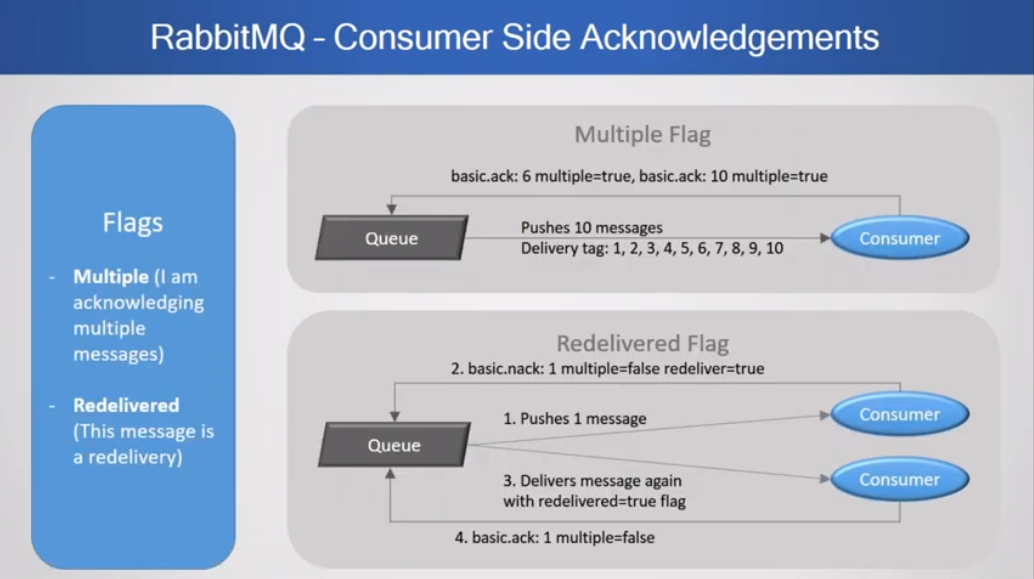 RabbitMQ – Consumer Side Acknowledgements
Flags
- Multiple (I am
acknowledging
multiple
messages)
- Redelivered
(This message is
a redelivery)
Multiple Flag
basic.ack: 6 multiple=true, basic.ack: 10 multiple=true
Queue
Pushes 10 messages
Delivery tag: 1, 2, 3, 4, 5, 6, 7, 8, 9, 10
Consumer
Redelivered Flag
2. basic.nack: 1 multiple=false redeliver=true
1. Pushes 1 message
Consumer
Queue
3. Delivers message again
with redelivered=true flag
Consumer
4. basic.ack: 1 multiple=false